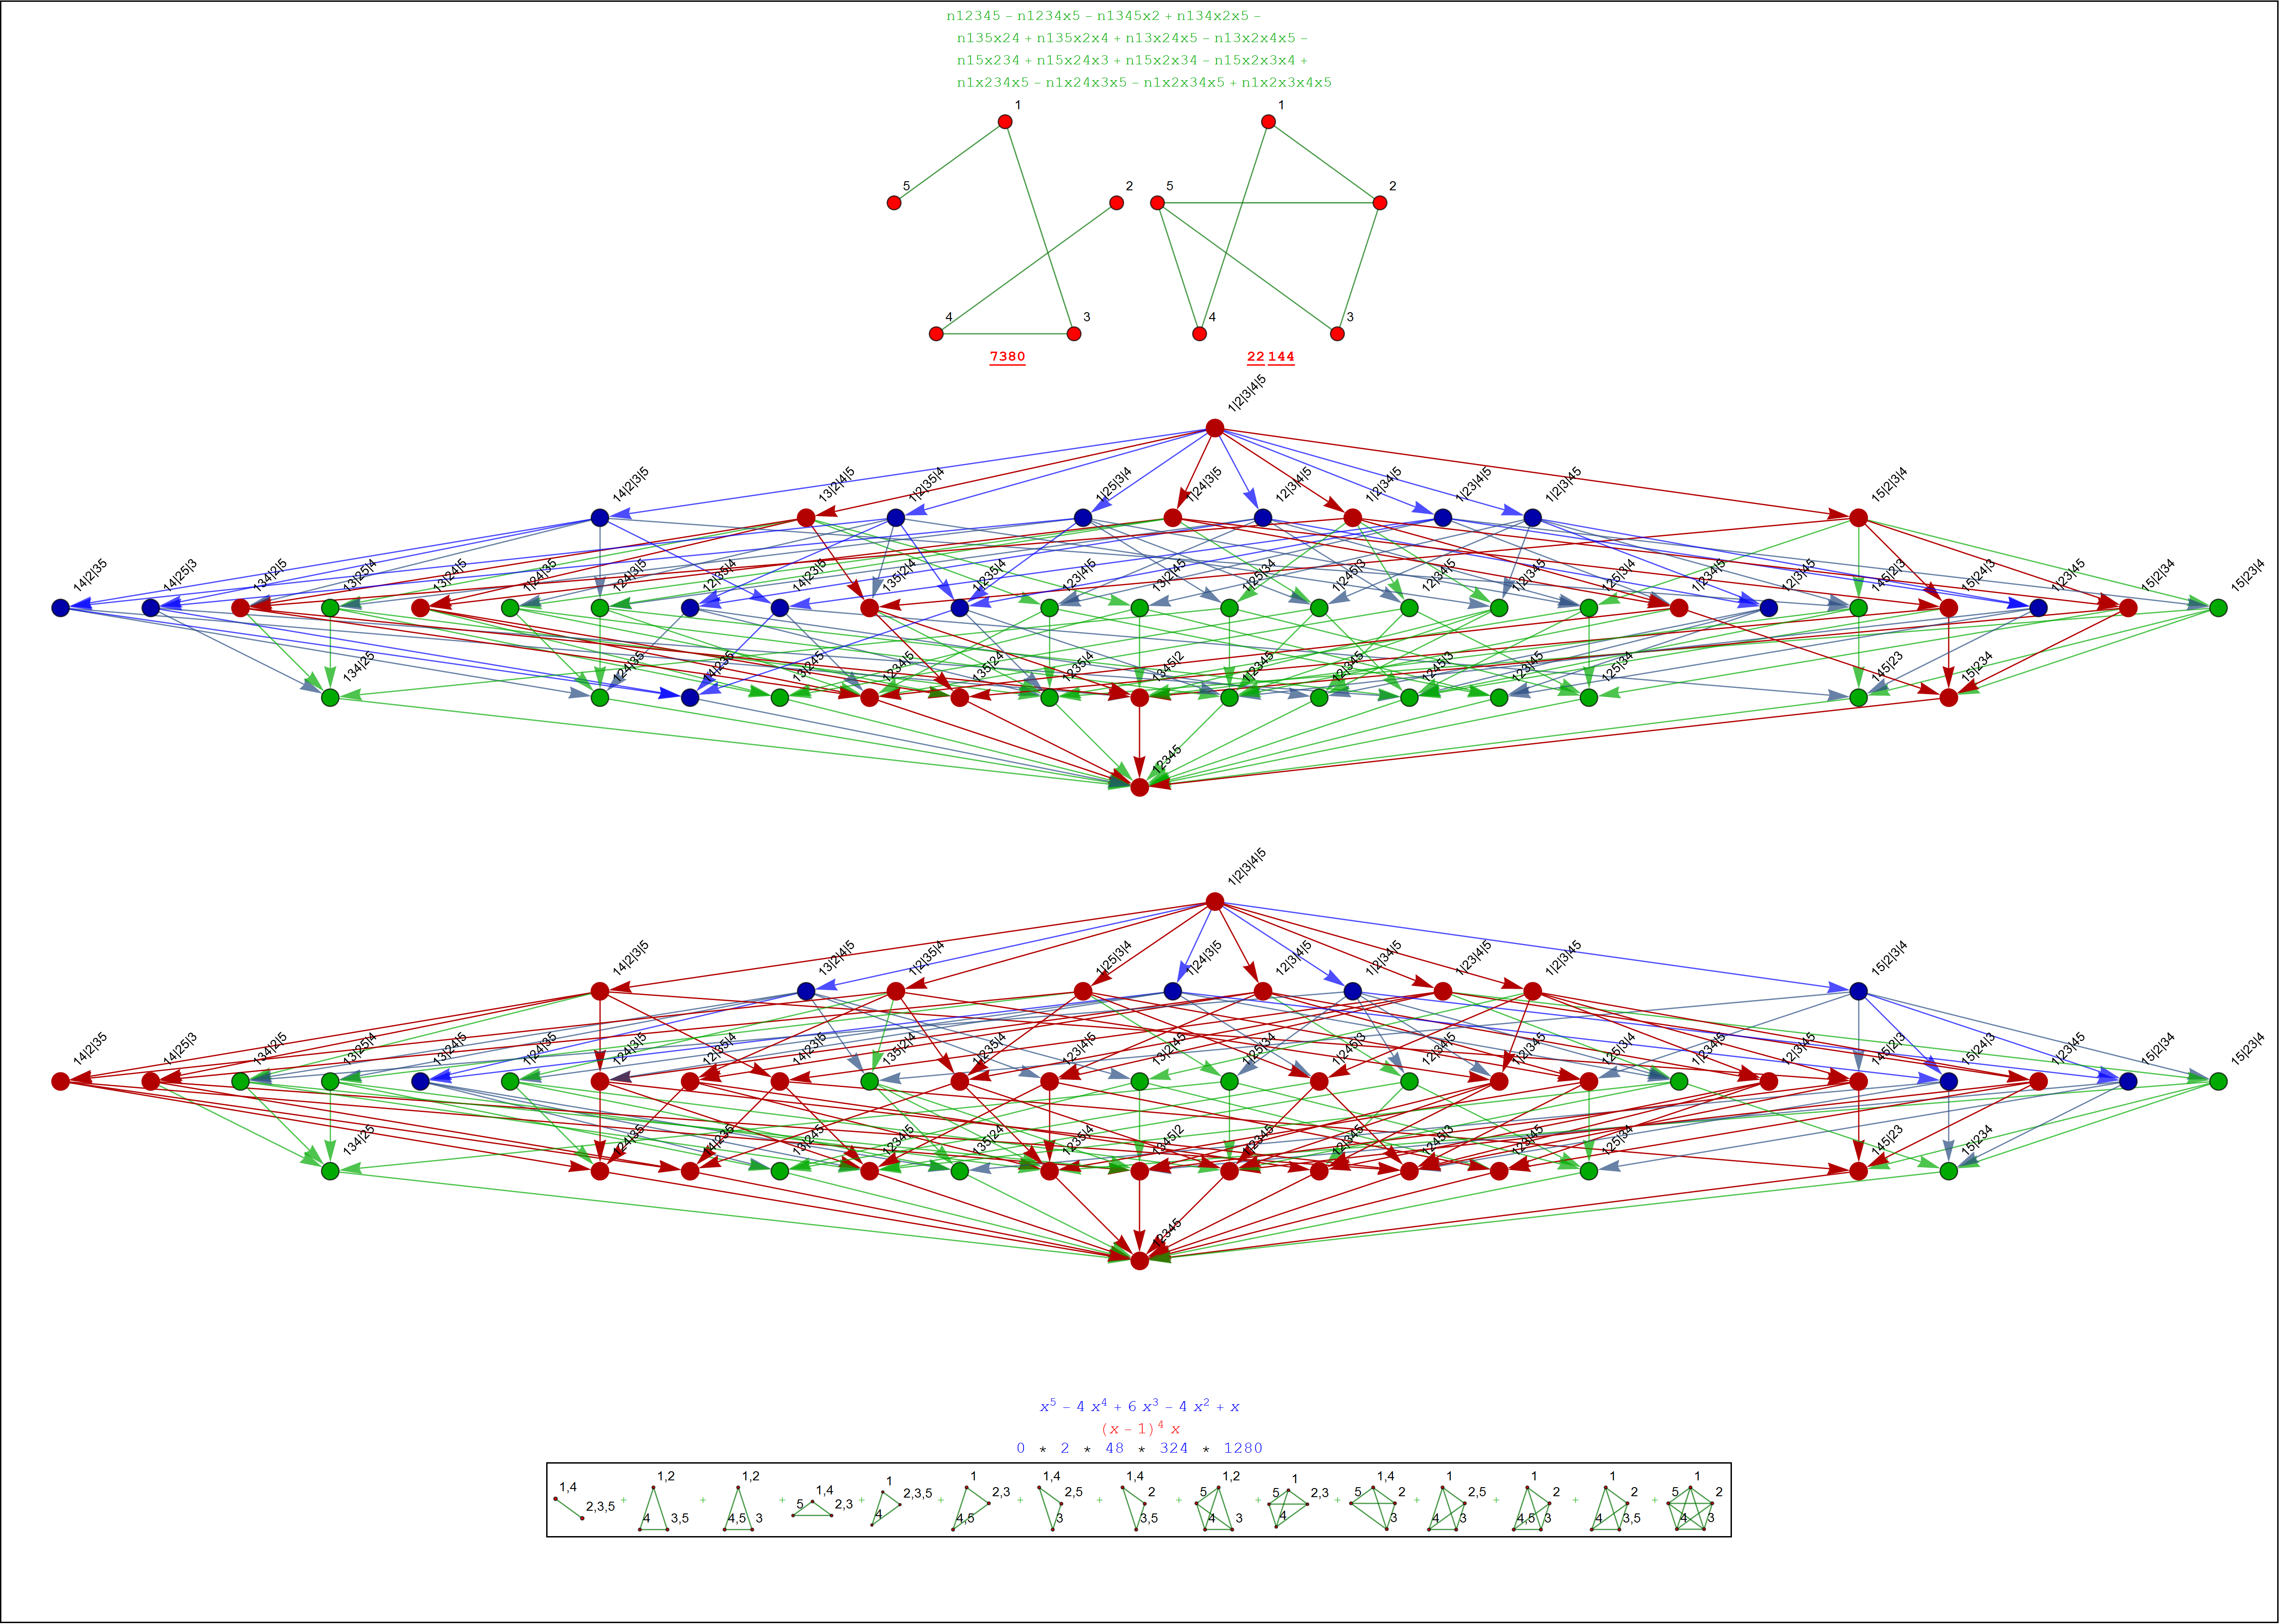 n12345 – n1234x5 – n1345x2 + n134x2x5 –
n135x24 + n135x2x4 + n13x24x5 – n13x2x4x5 –
n15x234 + n15x24x3 + n15x2x34 – n15x2x3x4 +
n1x234x5 – n1x24x3x5 – n1x2x34x5 + n1x2x3x4x5
1 1
5 2 5 2
4 3 4 3
7380 22 144
1|2|3|4|5
14|2|3|5 13|2|4|5 1|2|35|4 1|25|3|4 1|24|3|5 12|3|4|5 1|2|34|5 1|23|4|5 1|2|3|45 15|2|3|4
14|2|35 14|25|3 134|2|5 13|25|4 13|24|5 1|24|35 124|3|5 12|35|4 14|23|5 135|2|4 1|235|4 123|4|5 13|2|45 1|25|34 1|245|3 12|34|5 1|2|345 125|3|4 1|234|5 12|3|45 145|2|3 15|24|3 1|23|45 15|2|34 15|23|4
134|25 124|35 14|235 13|245 1234|5 135|24 1235|4 1345|2 1|2345 12|345 1245|3 123|45 125|34 145|23 15|234
12345
1|2|3|4|5
14|2|3|5 13|2|4|5 1|2|35|4 1|25|3|4 1|24|3|5 12|3|4|5 1|2|34|5 1|23|4|5 1|2|3|45 15|2|3|4
14|2|35 14|25|3 134|2|5 13|25|4 13|24|5 1|24|35 124|3|5 12|35|4 14|23|5 135|2|4 1|235|4 123|4|5 13|2|45 1|25|34 1|245|3 12|34|5 1|2|345 125|3|4 1|234|5 12|3|45 145|2|3 15|24|3 1|23|45 15|2|34 15|23|4
134|25 124|35 14|235 13|245 1234|5 135|24 1235|4 1345|2 1|2345 12|345 1245|3 123|45 125|34 145|23 15|234
12345
x⁵ – 4 x⁴ + 6 x³ – 4 x² + x
(x – 1)⁴ x
0 * 2 * 48 * 324 * 1280
1,4 2,3,5 + 1,2 4 3,5 + 1,2 4,5 3 + 5 1,4 2,3 + 1 2,3,5 4 + 1 2,3 4,5 + 1,4 2,5 3 + 1,4 2 3,5 + 1,2 5 4 3 + 1 5 2,3 4 + 1,4 5 2 3 + 1 2,5 4 3 + 1 2 4,5 3 + 1 2 4 3,5 + 1 5 2 4 3